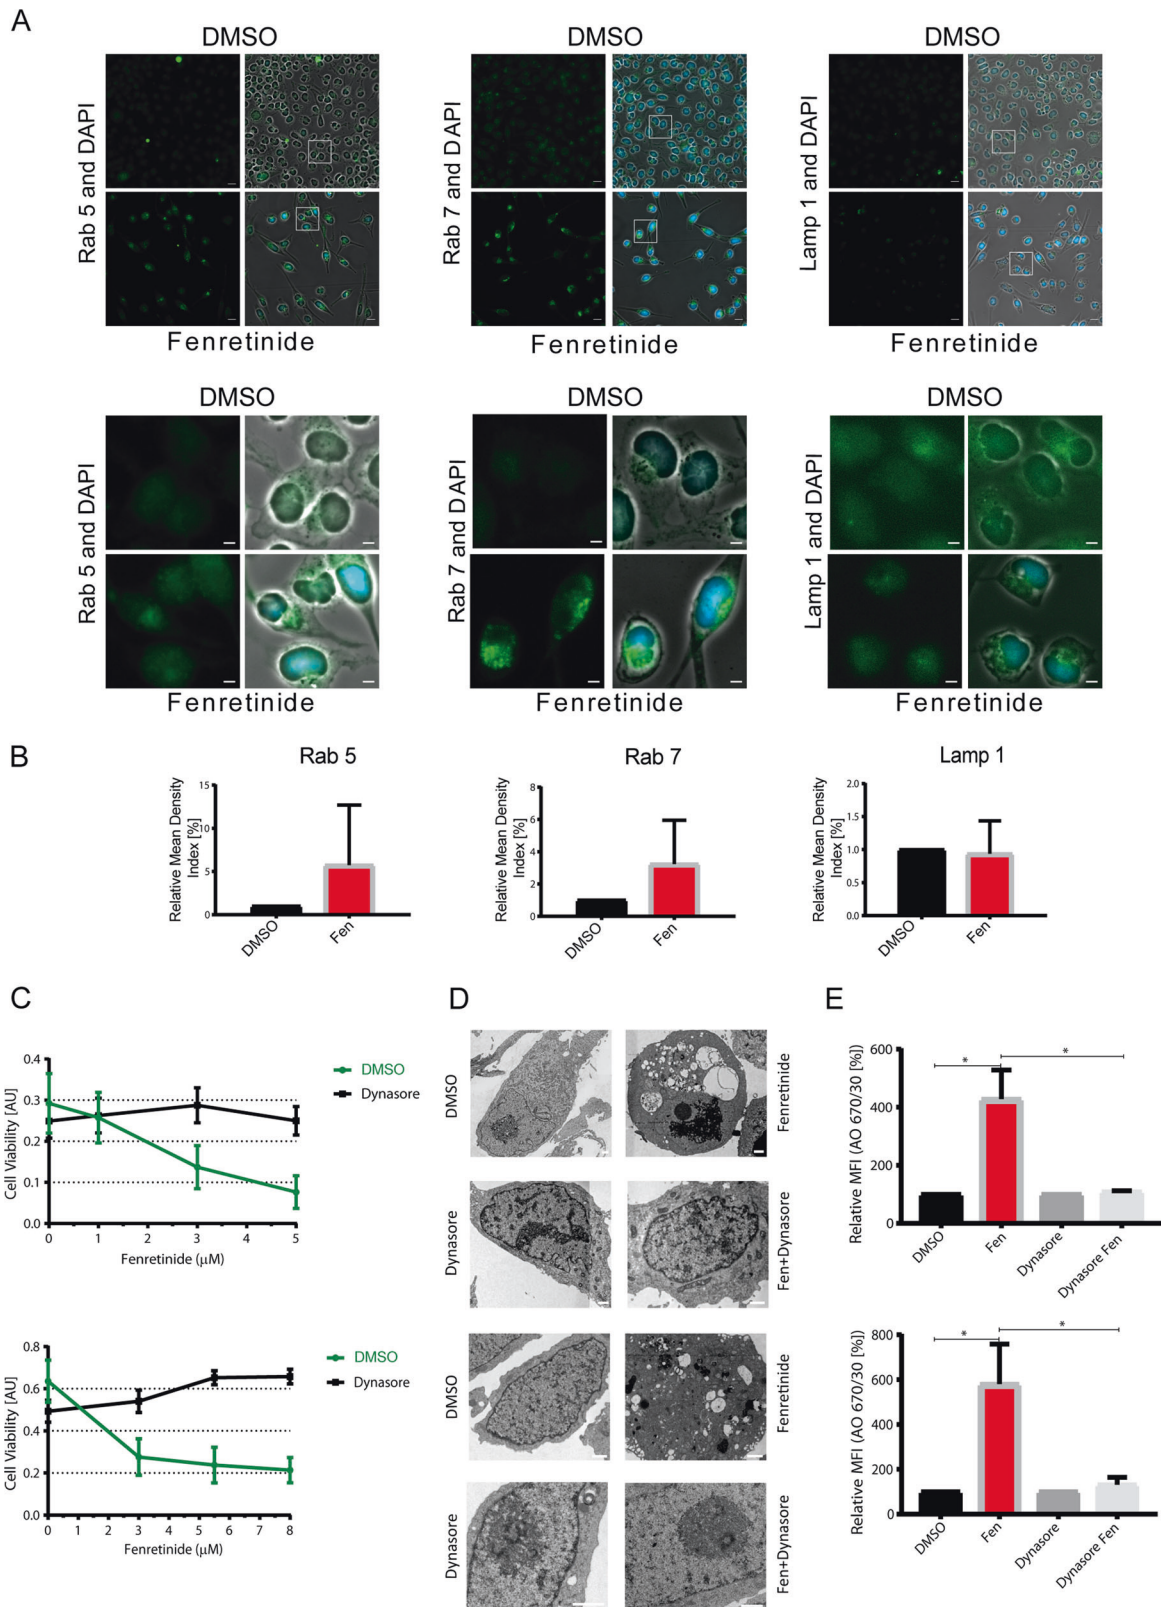 A
DMSO
DMSO
DMSO
Rab 5 and DAPI
Rab 7 and DAPI
Lamp 1 and DAPI
Fenretinide
Fenretinide
Fenretinide
DMSO
DMSO
DMSO
Rab 5 and DAPI
Rab 7 and DAPI
Lamp 1 and DAPI
Fenretinide
Fenretinide
Fenretinide
B
Rab 5
Relative Mean Density
Index [%]
15
10
5
0
DMSO
Fen
Rab 7
Relative Mean Density
Index [%]
8
6
4
2
0
DMSO
Fen
Lamp 1
Relative Mean Density
Index [%]
2.0
1.5
1.0
0.5
0.0
DMSO
Fen
C
Cell Viability [AU]
0.4
0.3
0.2
0.1
0.0
DMSO
Dynasore
0 1 2 3 4 5
Fenretinide (µM)
Cell Viability [AU]
0.8
0.6
0.4
0.2
0.0
DMSO
Dynasore
0 1 2 3 4 5 6 7 8
Fenretinide (µM)
D
DMSO
Fenretinide
Dynasore
Fen+Dynasore
DMSO
Fenretinide
Dynasore
Fen+Dynasore
E
Relative MFI (AO 670/30 [%])
600
400
200
0
*
*
DMSO
Fen
Dynasore
Dynasore Fen
Relative MFI (AO 670/30 [%])
800
600
400
200
0
*
*
DMSO
Fen
Dynasore
Dynasore Fen